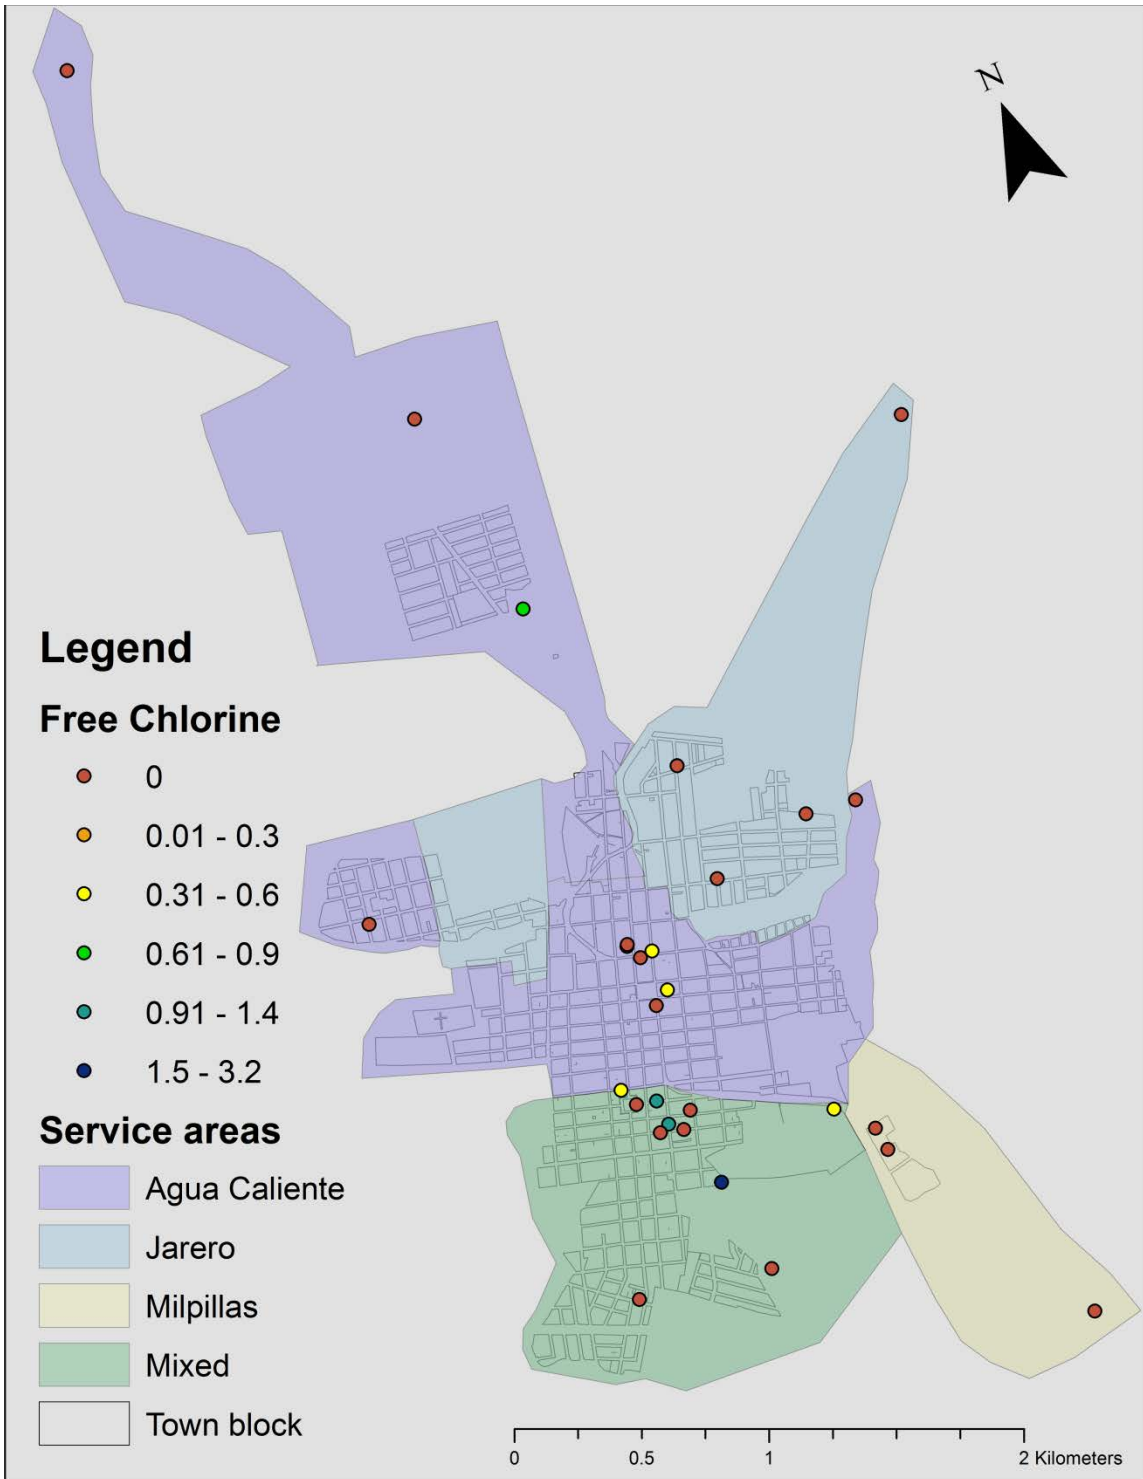 N
Legend
Free Chlorine
0
0.01 - 0.3
0.31 - 0.6
0.61 - 0.9
0.91 - 1.4
1.5 - 3.2
Service areas
Agua Caliente
Jarero
Milpillas
Mixed
Town block
0 0.5 1 2 Kilometers